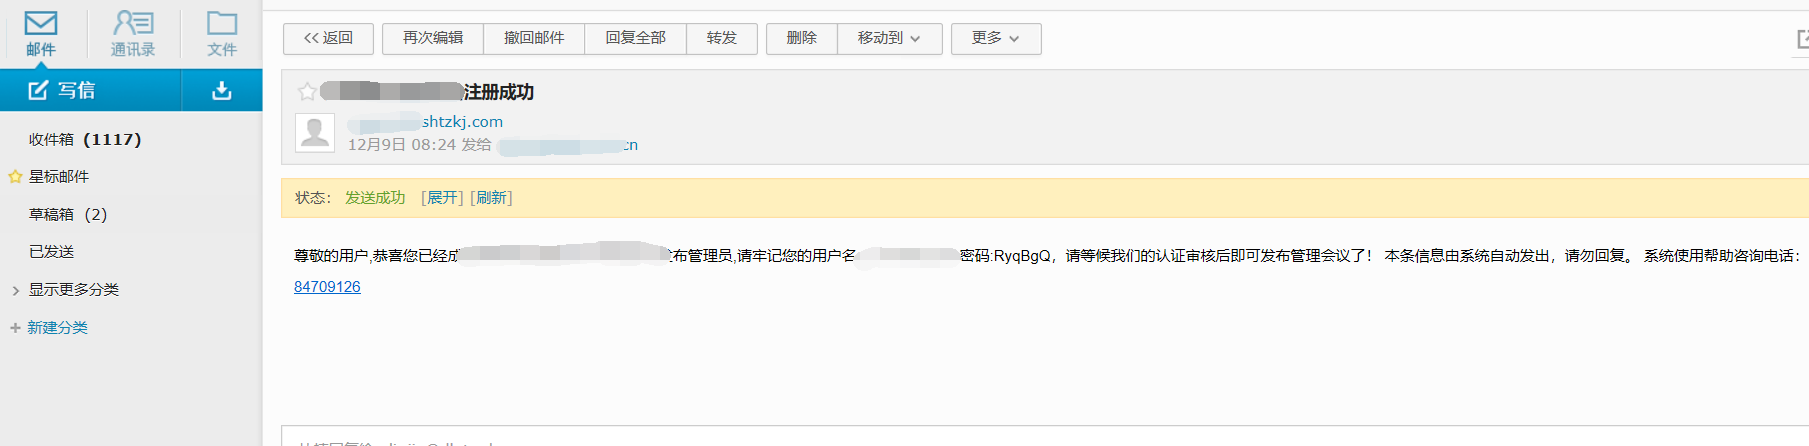 邮件 通讯录 文件
<< 返回 再次编辑 撤回邮件 回复全部 转发 删除 移动到 更多
写信
注册成功
收件箱 (1117)
shtzkj.com
12月9日 08:24 发给 cn
星标邮件
状态： 发送成功 [展开] [刷新]
草稿箱 (2)
已发送
尊敬的用户,恭喜您已经成 布管理员,请牢记您的用户名 密码:RyqBgQ，请等候我们的认证审核后即可发布管理会议了！ 本条信息由系统自动发出，请勿回复。 系统使用帮助咨询电话：
84709126
显示更多分类
+ 新建分类